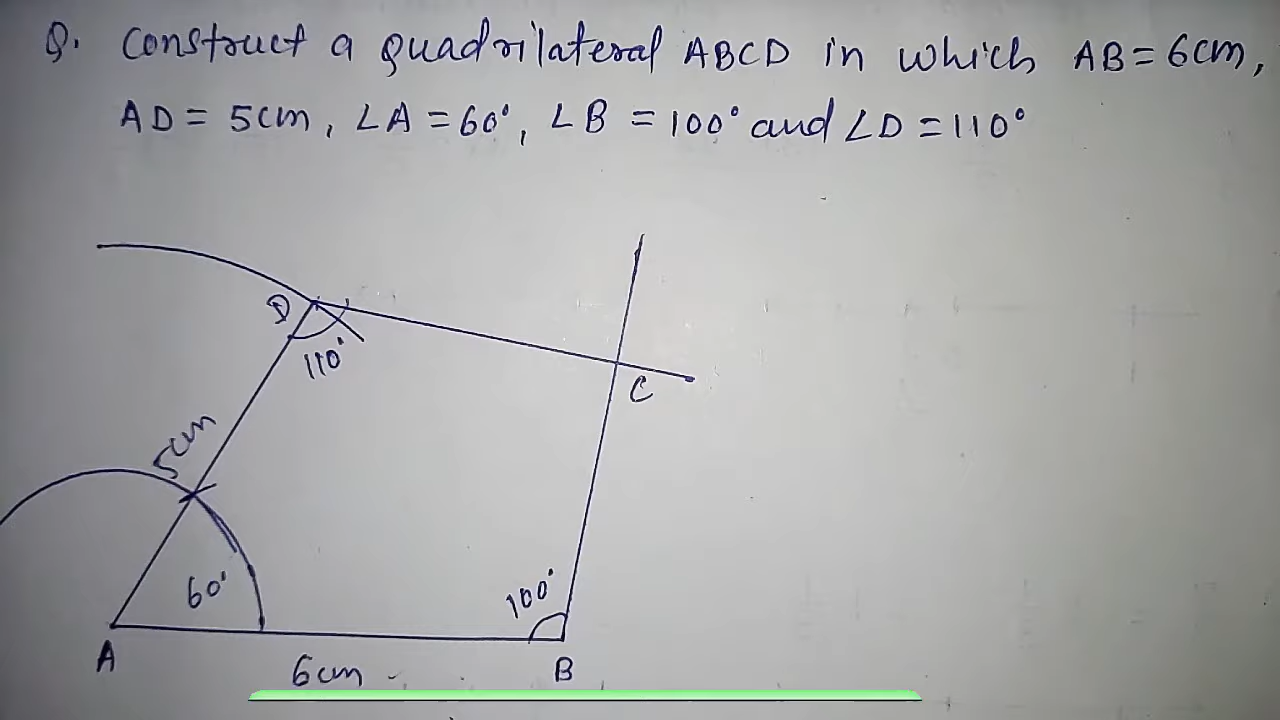 Q. Construct a quadrilateral ABCD in which AB = 6cm,
AD = 5cm, ∠A = 60°, ∠B = 100° and ∠D = 110°
D
110°
C
5cm
60°
100°
A
6cm
B